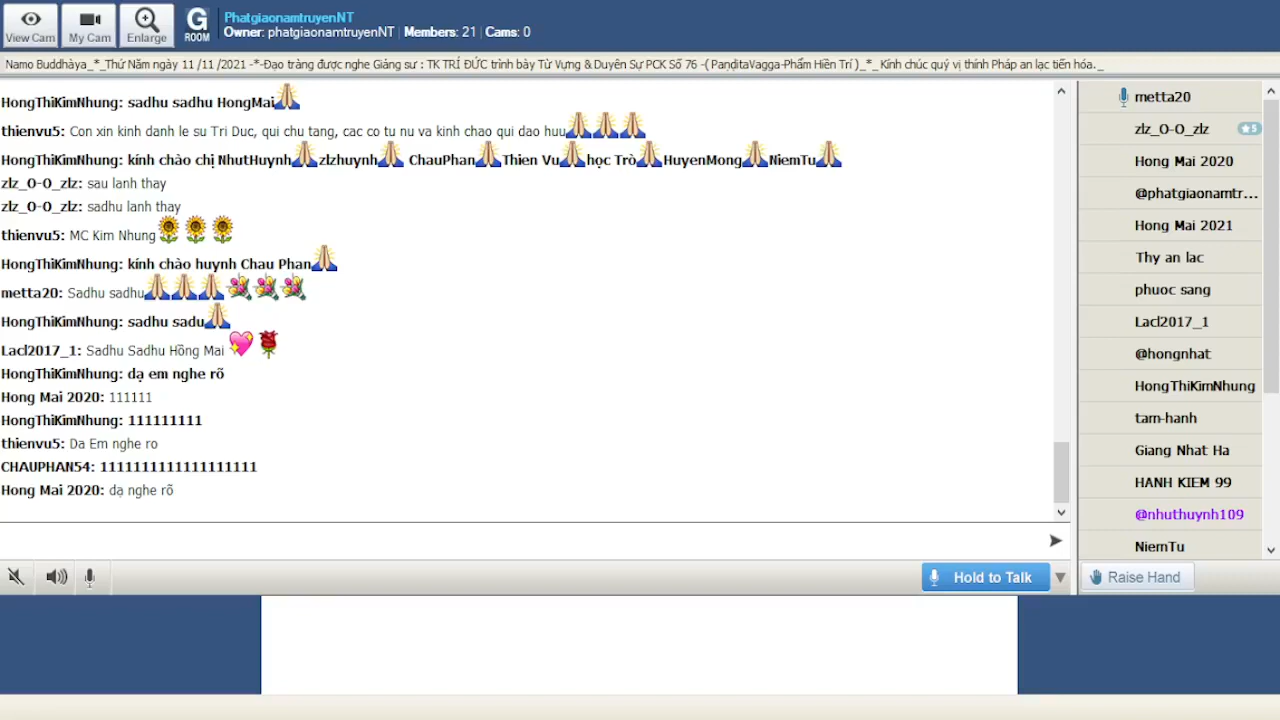 View Cam
My Cam
Enlarge
G
ROOM
PhatgiaonamtruyenNT
Owner: phatgiaonamtruyenNT | Members: 21 | Cams: 0
Namo Buddhàya_*_Thứ Năm ngày 11 /11 /2021 -*-Đạo tràng được nghe Giảng sư : TK TRÍ ĐỨC trình bày Từ Vựng & Duyên Sự PCK Số 76 -( PaṇḍitaVagga-Phẩm Hiền Trí )_*_ Kính chúc quý vị thính Pháp an lạc tiến hóa._
HongThiKimNhung: sadhu sadhu HongMai
thienvu5: Con xin kinh danh le su Tri Duc, qui chu tang, cac co tu nu va kinh chao qui dao huu
HongThiKimNhung: kính chào chị NhutHuynh zlzhuynh ChauPhan Thien Vu học Trò HuyenMong NiemTu
zlz_O-O_zlz: sau lanh thay
zlz_O-O_zlz: sadhu lanh thay
thienvu5: MC Kim Nhung
HongThiKimNhung: kính chào huynh Chau Phan
metta20: Sadhu sadhu
HongThiKimNhung: sadhu sadu
Lacl2017_1: Sadhu Sadhu Hồng Mai
HongThiKimNhung: dạ em nghe rõ
Hong Mai 2020: 111111
HongThiKimNhung: 111111111
thienvu5: Da Em nghe ro
CHAUPHAN54: 1111111111111111111
Hong Mai 2020: dạ nghe rõ
Hold to Talk
metta20
zlz_O-O_zlz
5
Hong Mai 2020
@phatgiaonamtr...
Hong Mai 2021
Thy an lac
phuoc sang
Lacl2017_1
@hongnhat
HongThiKimNhung
tam-hanh
Giang Nhat Ha
HANH KIEM 99
@nhuthuynh109
NiemTu
Raise Hand